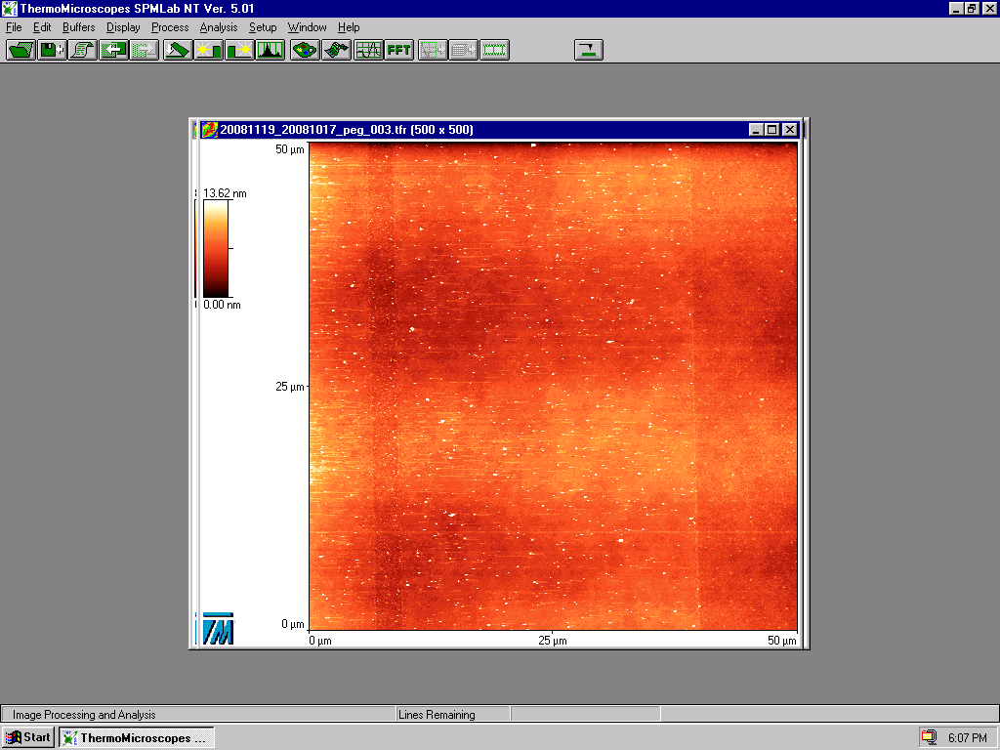 ThermoMicroscopes SPMLab NT Ver. 5.01
File Edit Buffers Display Process Analysis Setup Window Help
FFT
20081119_20081017_peg_003.tfr (500 x 500)
50 µm
13.62 nm
0.00 nm
25 µm
0 µm
TM
0 µm 25 µm 50 µm
Image Processing and Analysis Lines Remaining
Start ThermoMicroscopes ... 6:07 PM